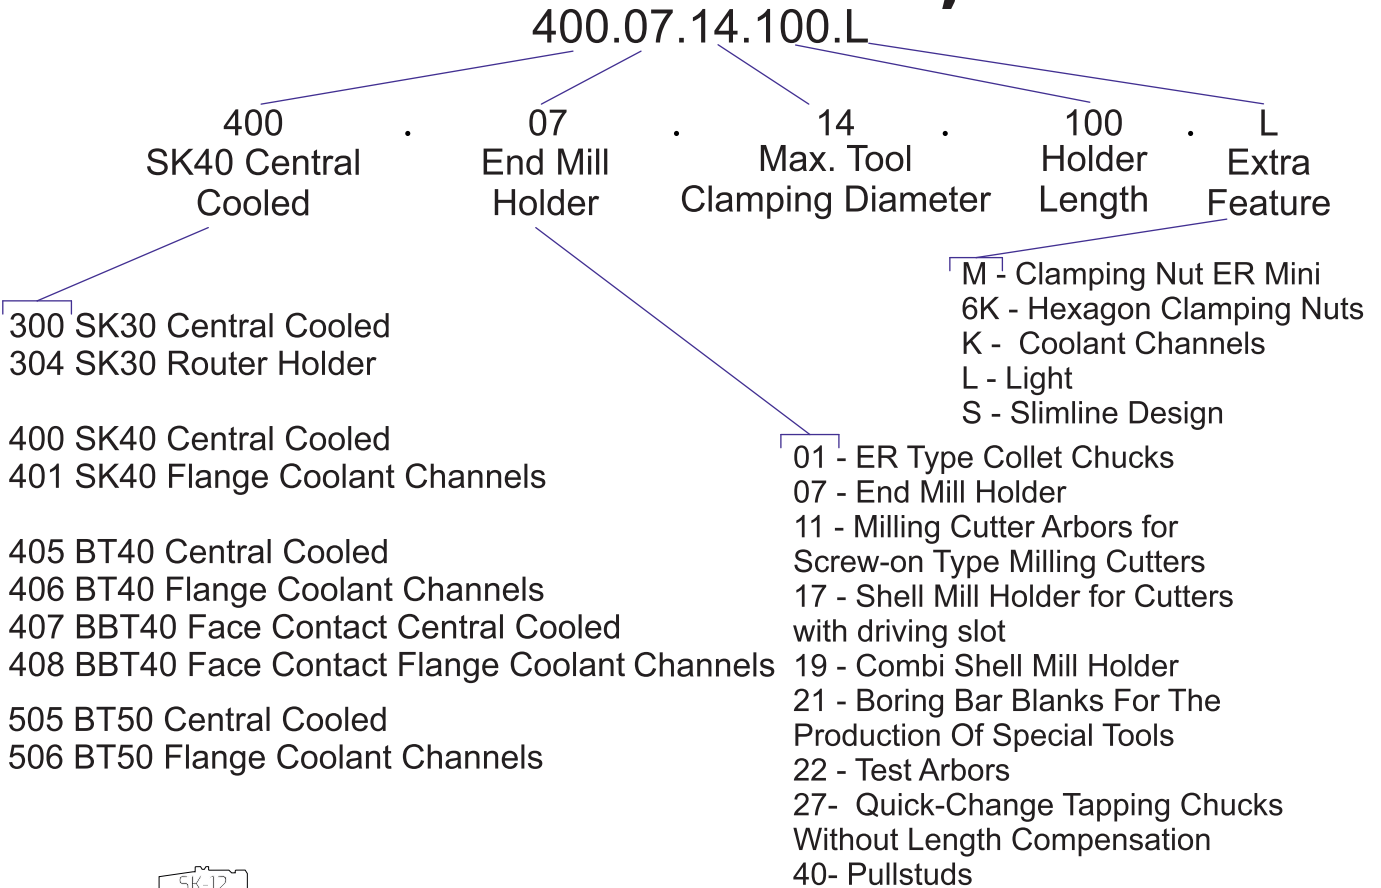 400.07.14.100.L
400 . 07 . 14 . 100 . L
SK40 Central
Cooled
End Mill
Holder
Max. Tool
Clamping Diameter
Holder
Length
Extra
Feature
M - Clamping Nut ER Mini
6K - Hexagon Clamping Nuts
K - Coolant Channels
L - Light
S - Slimline Design
300 SK30 Central Cooled
304 SK30 Router Holder
400 SK40 Central Cooled
401 SK40 Flange Coolant Channels
405 BT40 Central Cooled
406 BT40 Flange Coolant Channels
407 BBT40 Face Contact Central Cooled
408 BBT40 Face Contact Flange Coolant Channels
505 BT50 Central Cooled
506 BT50 Flange Coolant Channels
01 - ER Type Collet Chucks
07 - End Mill Holder
11 - Milling Cutter Arbors for
Screw-on Type Milling Cutters
17 - Shell Mill Holder for Cutters
with driving slot
19 - Combi Shell Mill Holder
21 - Boring Bar Blanks For The
Production Of Special Tools
22 - Test Arbors
27- Quick-Change Tapping Chucks
Without Length Compensation
40- Pullstuds
SK-12